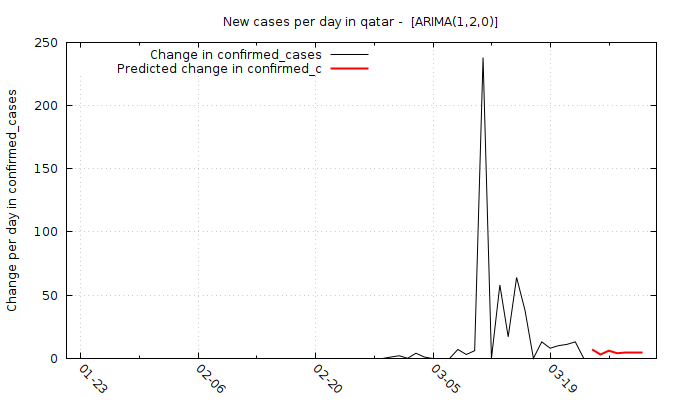 New cases per day in qatar -  [ARIMA(1,2,0)]
Change in confirmed_cases
Predicted change in confirmed_c
Change per day in confirmed_cases
250
200
150
100
50
0
01-23
02-06
02-20
03-05
03-19